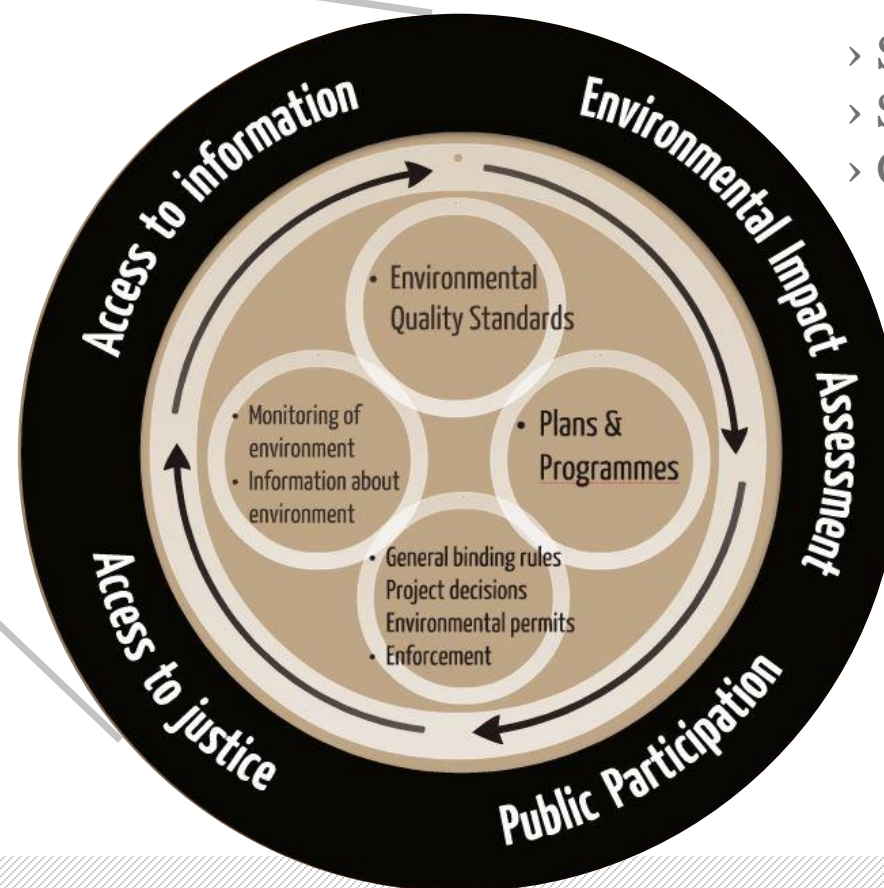 Access to information
Environmental Impact Assessment
Public Participation
Access to justice
• Environmental
Quality Standards
• Plans &
Programmes
• General binding rules
Project decisions
Environmental permits
• Enforcement
• Monitoring of
environment
• Information about
environment